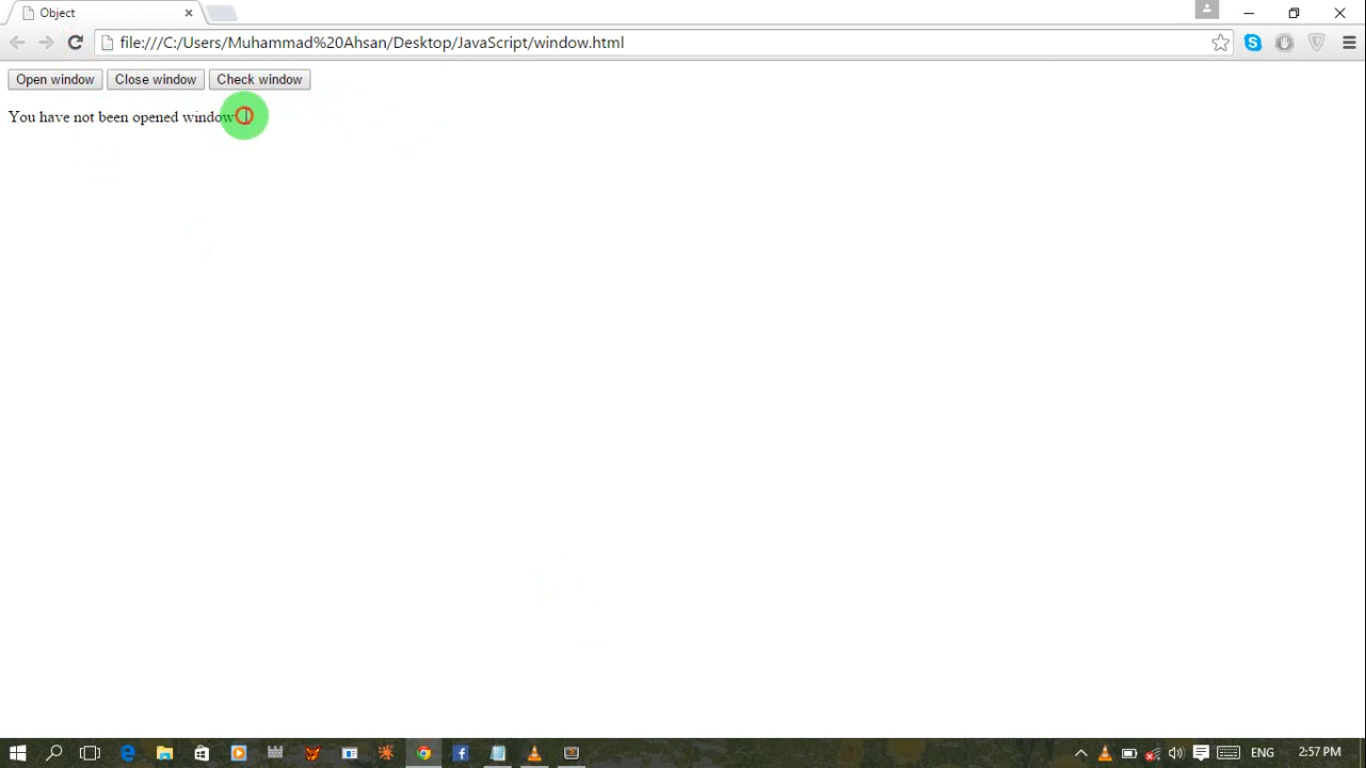 Object
file:///C:/Users/Muhammad%20Ahsan/Desktop/JavaScript/window.html
Open window Close window Check window
You have not been opened window
ENG 2:57 PM